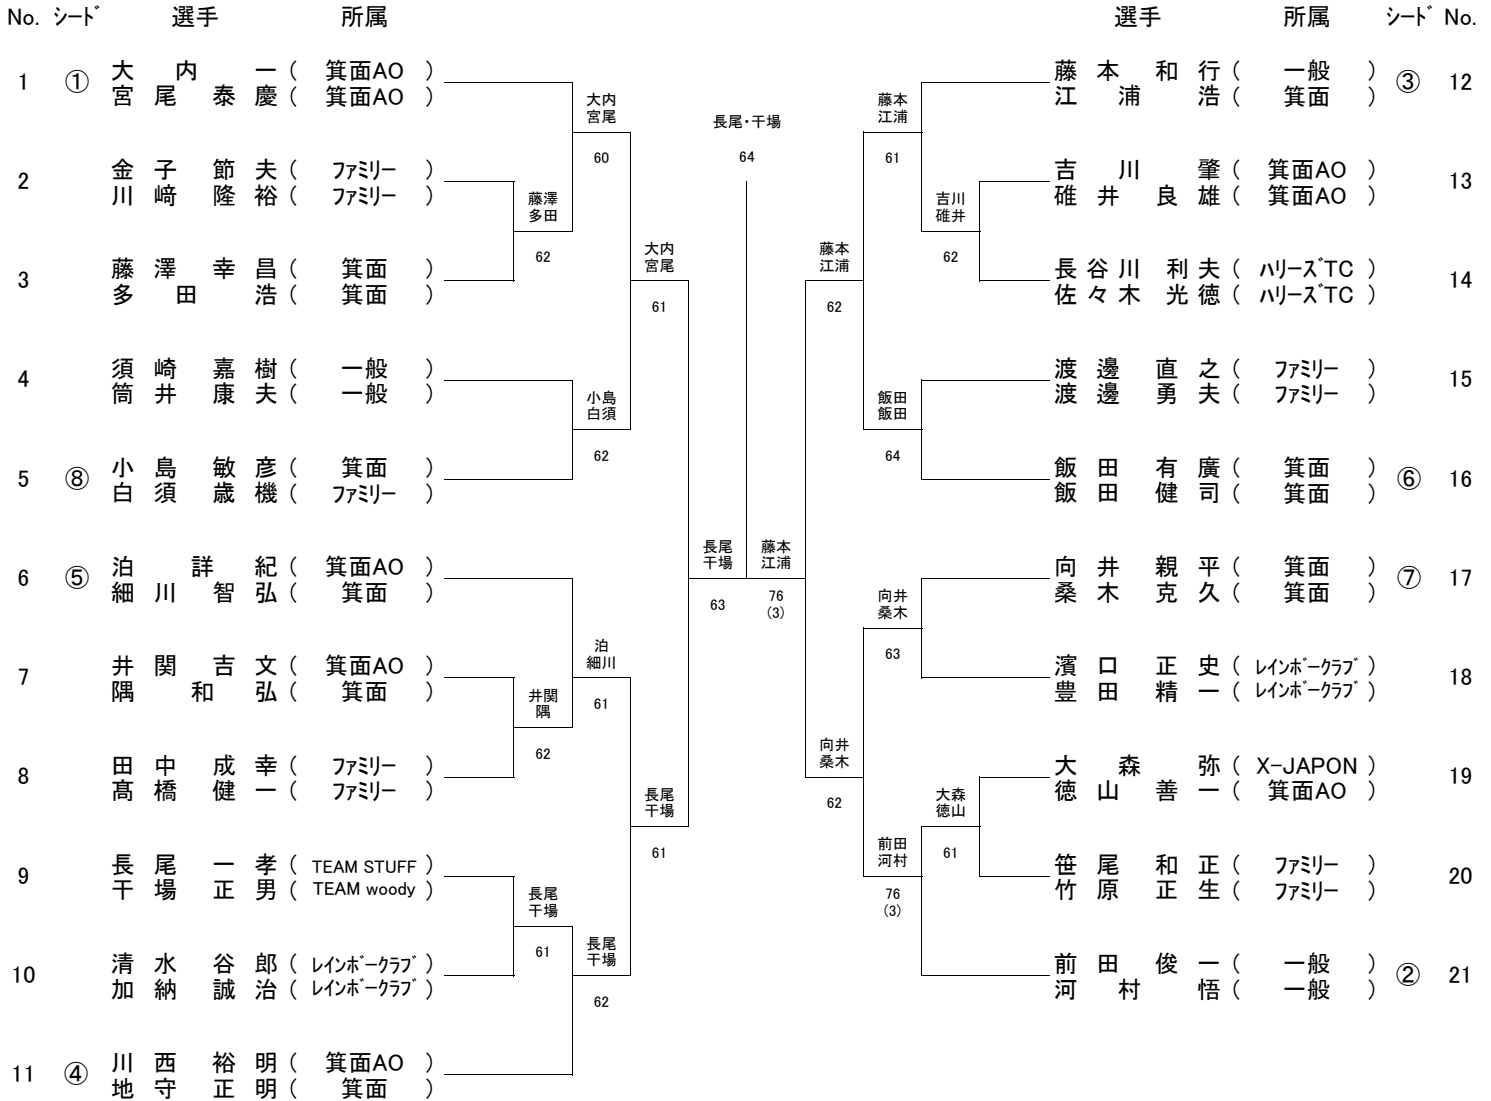 No. シード 選手 所属
選手 所属 シード No.
1 ① 大内 一 ( 箕面AO )
宮尾 泰慶 ( 箕面AO )
2 金子 節夫 ( ファミリー )
川﨑 隆裕 ( ファミリー )
3 藤澤 幸昌 ( 箕面 )
多田 浩 ( 箕面 )
4 須崎 嘉樹 ( 一般 )
筒井 康夫 ( 一般 )
5 ⑧ 小島 敏彦 ( 箕面 )
白須 歳機 ( ファミリー )
6 ⑤ 泊 詳紀 ( 箕面AO )
細川 智弘 ( 箕面 )
7 井関 吉文 ( 箕面AO )
隅 和弘 ( 箕面 )
8 田中 成幸 ( ファミリー )
髙橋 健一 ( ファミリー )
9 長尾 一孝 ( TEAM STUFF )
干場 正男 ( TEAM woody )
10 清水 谷郎 ( レインボークラブ )
加納 誠治 ( レインボークラブ )
11 ④ 川西 裕明 ( 箕面AO )
地守 正明 ( 箕面 )
藤澤
多田
62
井関
隅
62
長尾
干場
61
大内
宮尾
60
小島
白須
62
泊
細川
61
長尾
干場
62
大内
宮尾
61
長尾
干場
61
長尾
干場
63
長尾・干場
64
藤本
江浦
76
(3)
藤本
江浦
62
向井
桑木
62
藤本
江浦
61
飯田
飯田
64
向井
桑木
63
前田
河村
76
(3)
吉川
碓井
62
大森
徳山
61
藤本 和行 ( 一般 ) ③ 12
江浦 浩 ( 箕面 )
吉川 肇 ( 箕面AO ) 13
碓井 良雄 ( 箕面AO )
長谷川 利夫 ( ハリーズTC ) 14
佐々木 光徳 ( ハリーズTC )
渡邊 直之 ( ファミリー ) 15
渡邊 勇夫 ( ファミリー )
飯田 有廣 ( 箕面 ) ⑥ 16
飯田 健司 ( 箕面 )
向井 親平 ( 箕面 ) ⑦ 17
桑木 克久 ( 箕面 )
濱口 正史 ( レインボークラブ ) 18
豊田 精一 ( レインボークラブ )
大森 弥 ( X-JAPON ) 19
徳山 善一 ( 箕面AO )
笹尾 和正 ( ファミリー ) 20
竹原 正生 ( ファミリー )
前田 俊一 ( 一般 ) ② 21
河村 悟 ( 一般 )